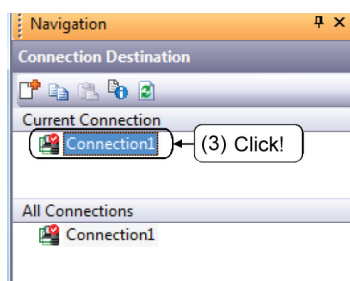 Navigation
Connection Destination
Current Connection
Connection1
(3) Click!
All Connections
Connection1